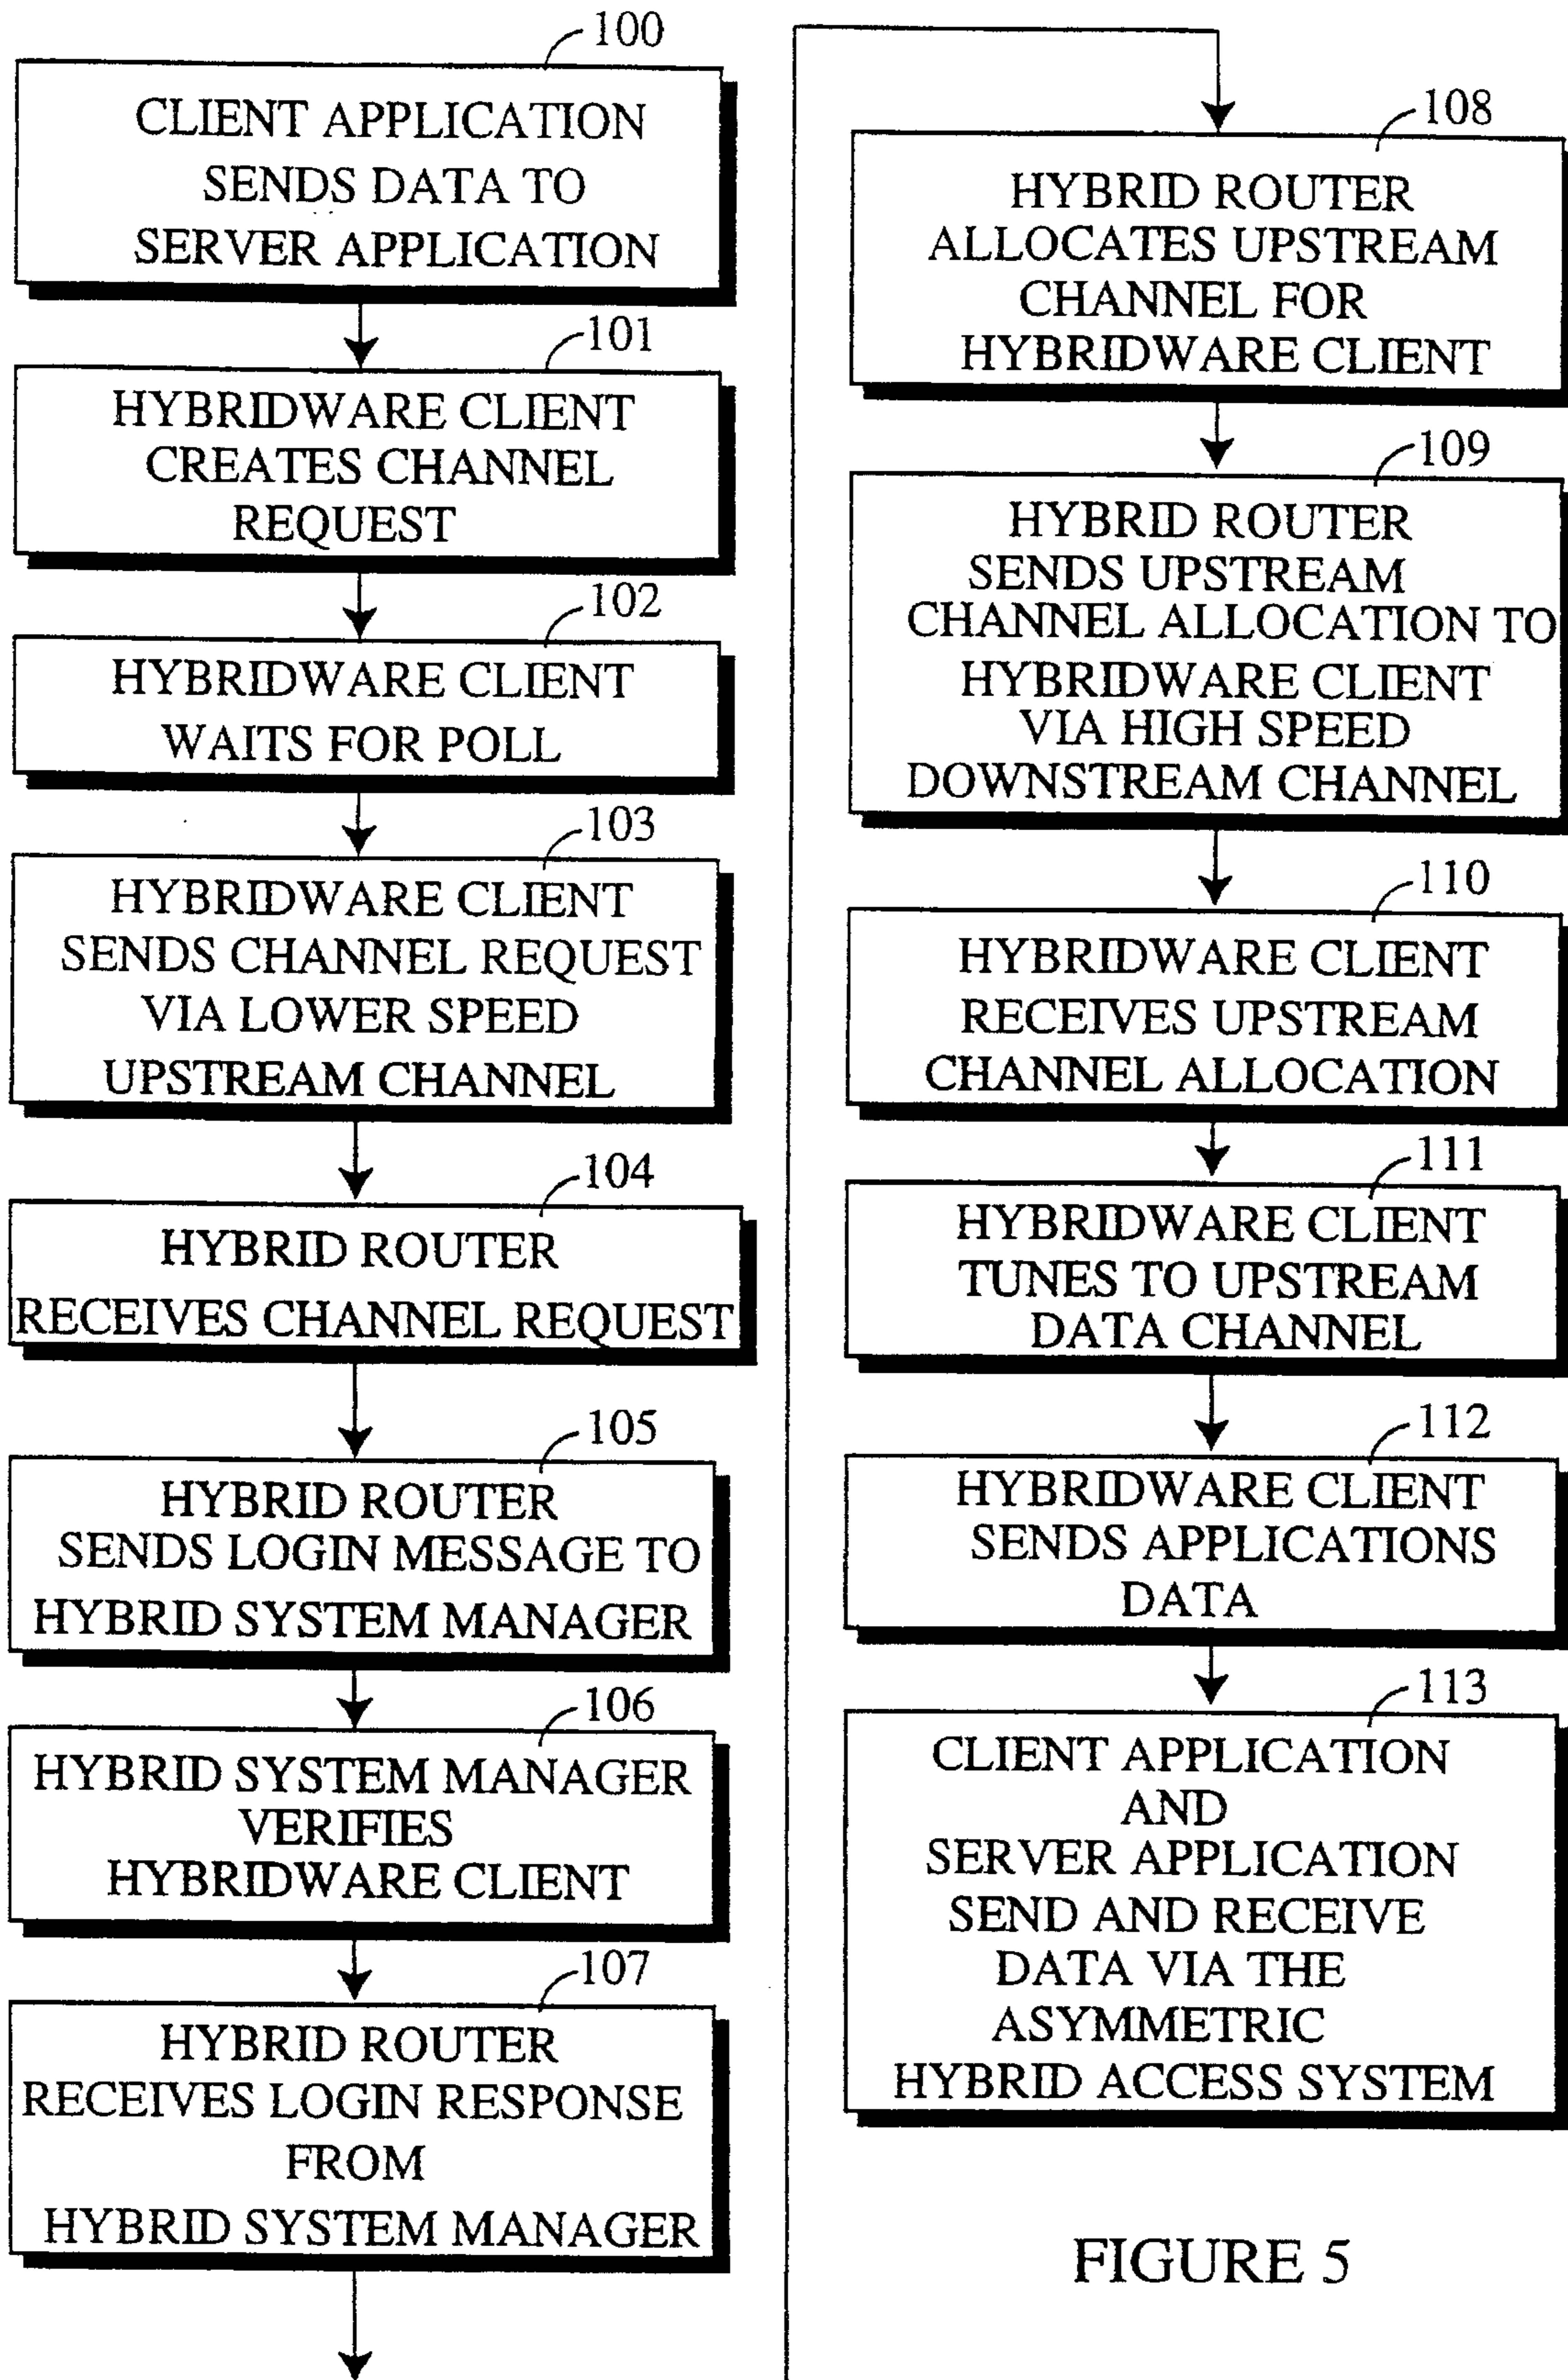 100
CLIENT APPLICATION
SENDS DATA TO
SERVER APPLICATION
101
HYBRIDWARE CLIENT
CREATES CHANNEL
REQUEST
102
HYBRIDWARE CLIENT
WAITS FOR POLL
103
HYBRIDWARE CLIENT
SENDS CHANNEL REQUEST
VIA LOWER SPEED
UPSTREAM CHANNEL
104
HYBRID ROUTER
RECEIVES CHANNEL REQUEST
105
HYBRID ROUTER
SENDS LOGIN MESSAGE TO
HYBRID SYSTEM MANAGER
106
HYBRID SYSTEM MANAGER
VERIFIES
HYBRIDWARE CLIENT
107
HYBRID ROUTER
RECEIVES LOGIN RESPONSE
FROM
HYBRID SYSTEM MANAGER
108
HYBRID ROUTER
ALLOCATES UPSTREAM
CHANNEL FOR
HYBRIDWARE CLIENT
109
HYBRID ROUTER
SENDS UPSTREAM
CHANNEL ALLOCATION TO
HYBRIDWARE CLIENT
VIA HIGH SPEED
DOWNSTREAM CHANNEL
110
HYBRIDWARE CLIENT
RECEIVES UPSTREAM
CHANNEL ALLOCATION
111
HYBRIDWARE CLIENT
TUNES TO UPSTREAM
DATA CHANNEL
112
HYBRIDWARE CLIENT
SENDS APPLICATIONS
DATA
113
CLIENT APPLICATION
AND
SERVER APPLICATION
SEND AND RECEIVE
DATA VIA THE
ASYMMETRIC
HYBRID ACCESS SYSTEM
FIGURE 5